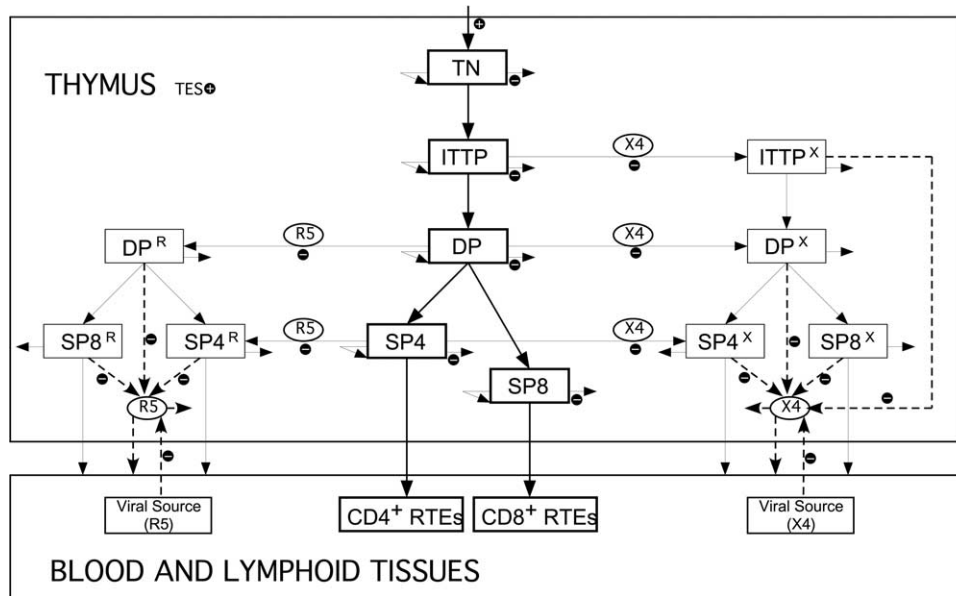 TN
THYMUS TES+
ITTP
X4
ITTP X
DP R
R5
DP
X4
DP X
SP8 R
SP4 R
R5
SP4
X4
SP4 X
SP8 X
SP8
R5
X4
Viral Source
(R5)
CD4+ RTEs
CD8+ RTEs
Viral Source
(X4)
BLOOD AND LYMPHOID TISSUES